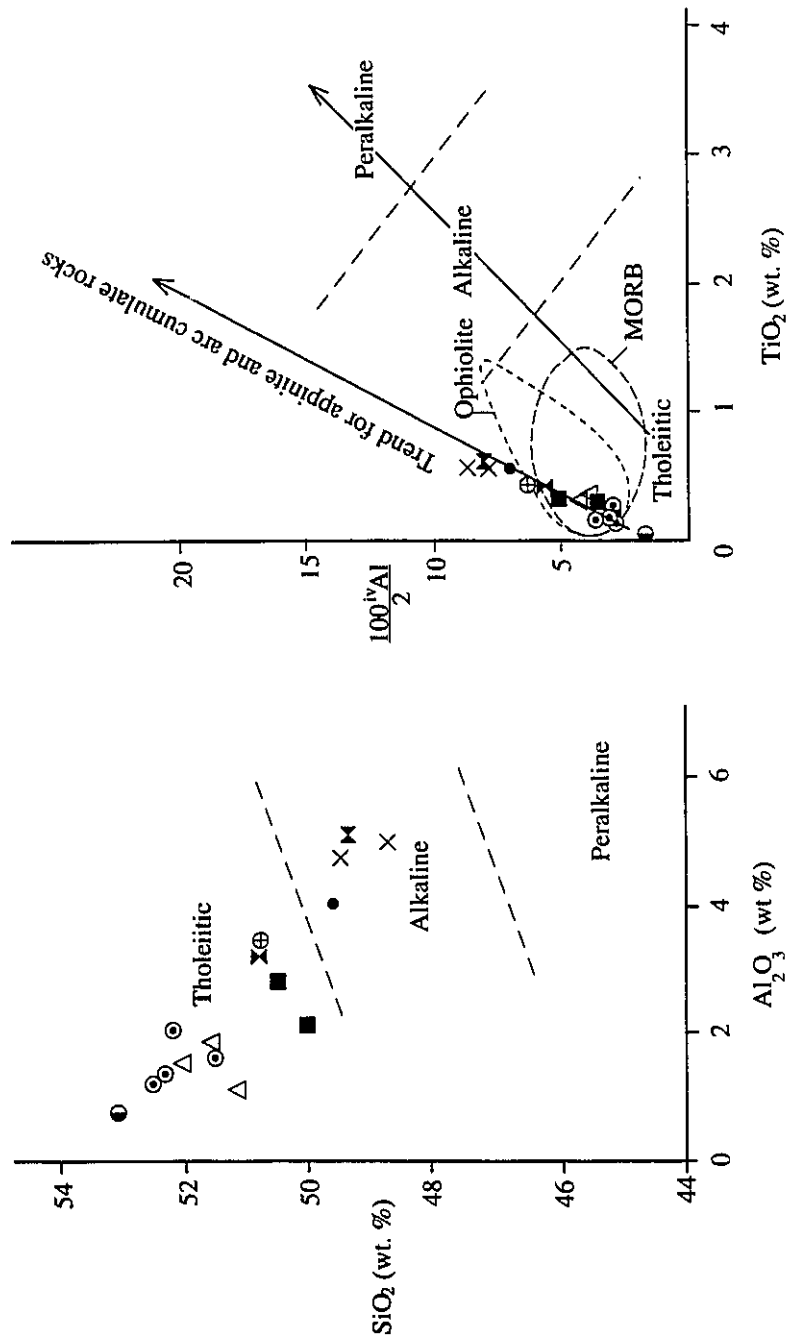 SiO2 (wt. %)
54
52
50
48
46
44
Tholeiitic
Alkaline
Peralkaline
0
2
4
6
Al2O3 (wt %)
100ivAl
2
20
15
10
5
Trend for appinite and arc cumulate rocks
Peralkaline
Alkaline
Ophiolite
MORB
Tholeiitic
0
1
2
3
4
TiO2 (wt. %)